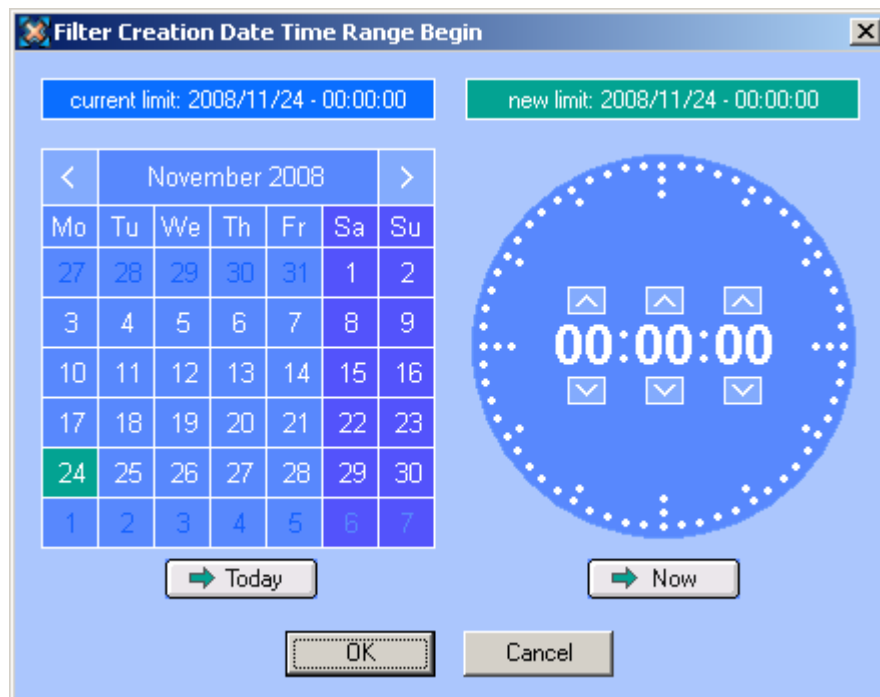 Filter Creation Date Time Range Begin
current limit: 2008/11/24 - 00:00:00
new limit: 2008/11/24 - 00:00:00
< November 2008 >
Mo Tu We Th Fr Sa Su
27 28 29 30 31 1 2
3 4 5 6 7 8 9
10 11 12 13 14 15 16
17 18 19 20 21 22 23
24 25 26 27 28 29 30
1 2 3 4 5 6 7
00:00:00
Today
Now
OK
Cancel